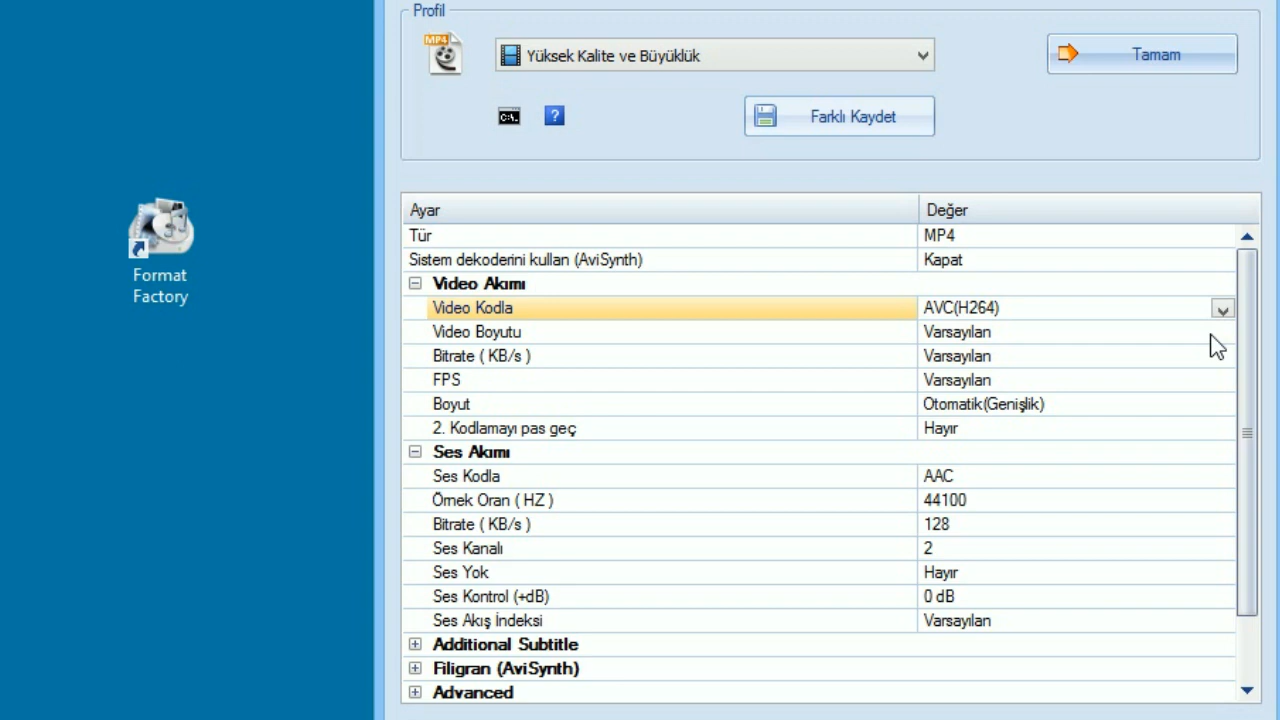 Profil
MP4
Yüksek Kalite ve Büyüklük
Tamam
C:\.
?
Farklı Kaydet
Format
Factory
Ayar Değer
Tür MP4
Sistem dekoderini kullan (AviSynth) Kapat
Video Akımı
Video Kodla AVC(H264)
Video Boyutu Varsayılan
Bitrate ( KB/s ) Varsayılan
FPS Varsayılan
Boyut Otomatik(Genişlik)
2. Kodlamayı pas geç Hayır
Ses Akımı
Ses Kodla AAC
Örnek Oran ( HZ ) 44100
Bitrate ( KB/s ) 128
Ses Kanalı 2
Ses Yok Hayır
Ses Kontrol (+dB) 0 dB
Ses Akış İndeksi Varsayılan
Additional Subtitle
Filigran (AviSynth)
Advanced